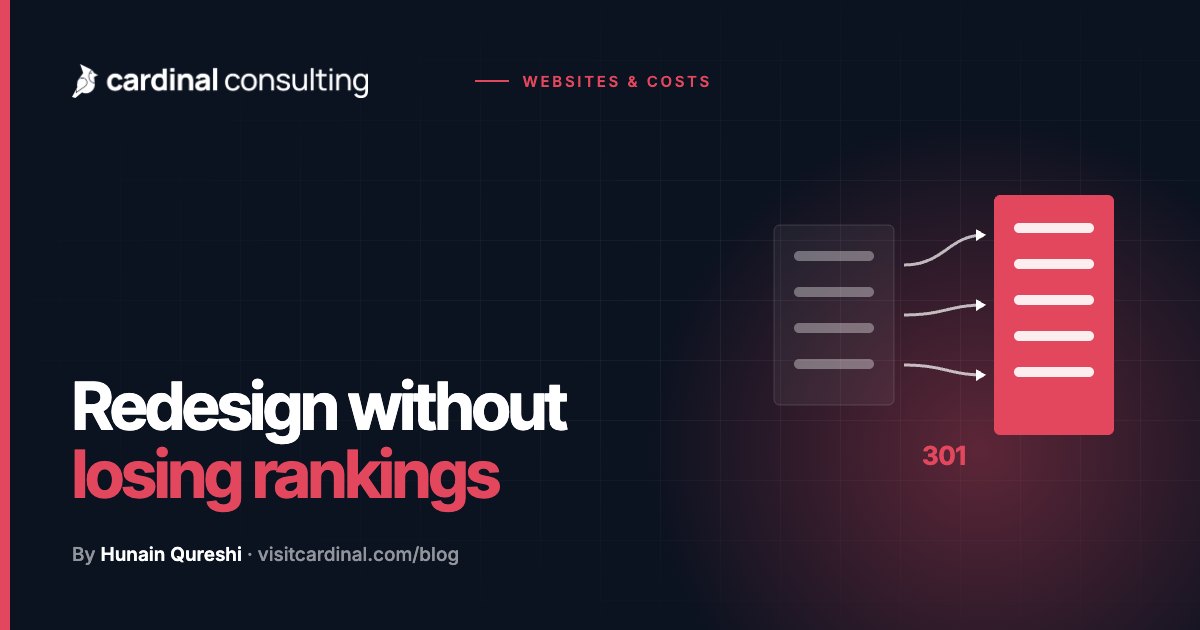 cardinal consulting
WEBSITES & COSTS
301
Redesign without
losing rankings
By Hunain Qureshi · visitcardinal.com/blog